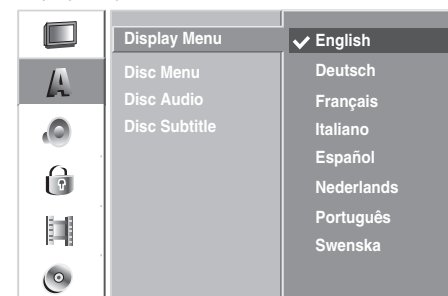 A
Display Menu
Disc Menu
Disc Audio
Disc Subtitle
English
Deutsch
Français
Italiano
Español
Nederlands
Português
Swenska